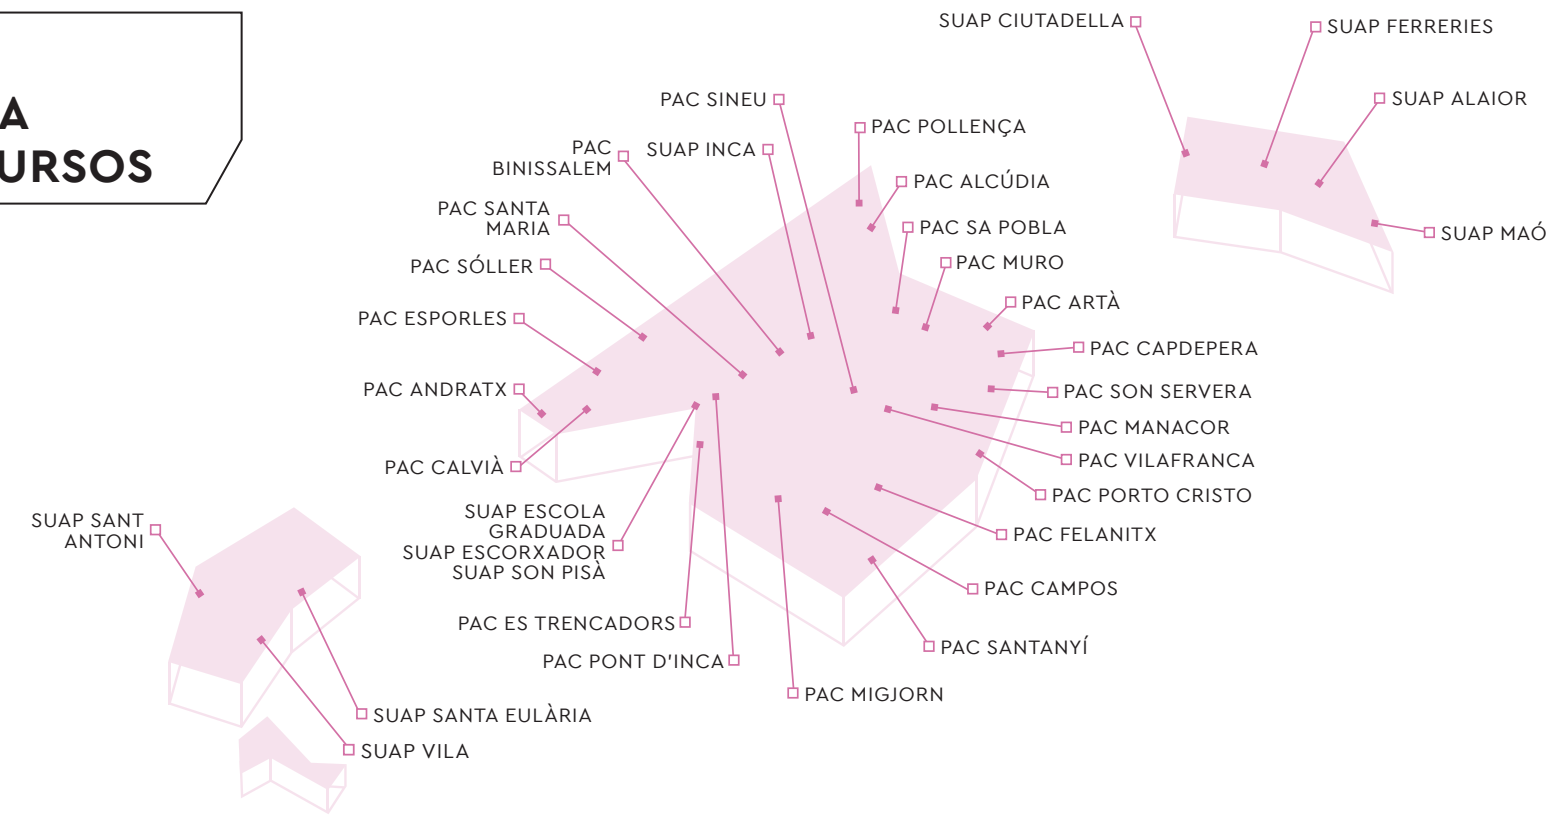 A
URSOS
SUAP CIUTADELLA
SUAP FERRERIES
SUAP ALAIOR
SUAP MAÓ
PAC SINEU
PAC POLLENÇA
PAC
BINISSALEM
SUAP INCA
PAC ALCÚDIA
PAC SANTA
MARIA
PAC SA POBLA
PAC SÓLLER
PAC MURO
PAC ARTÀ
PAC ESPORLES
PAC CAPDEPERA
PAC ANDRATX
PAC SON SERVERA
PAC MANACOR
PAC CALVIÀ
PAC VILAFRANCA
PAC PORTO CRISTO
SUAP ESCOLA
GRADUADA
SUAP ESCORXADOR
SUAP SON PISÀ
SUAP SANT
ANTONI
PAC FELANITX
PAC CAMPOS
PAC ES TRENCADORS
PAC SANTANYÍ
PAC PONT D'INCA
PAC MIGJORN
SUAP SANTA EULÀRIA
SUAP VILA